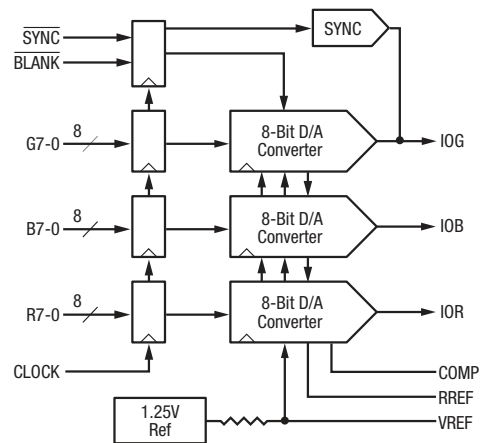 SYNC
BLANK
SYNC
G7-0
8
8-Bit D/A
Converter
IOG
B7-0
8
8-Bit D/A
Converter
IOB
R7-0
8
8-Bit D/A
Converter
IOR
CLOCK
COMP
RREF
VREF
1.25V
Ref